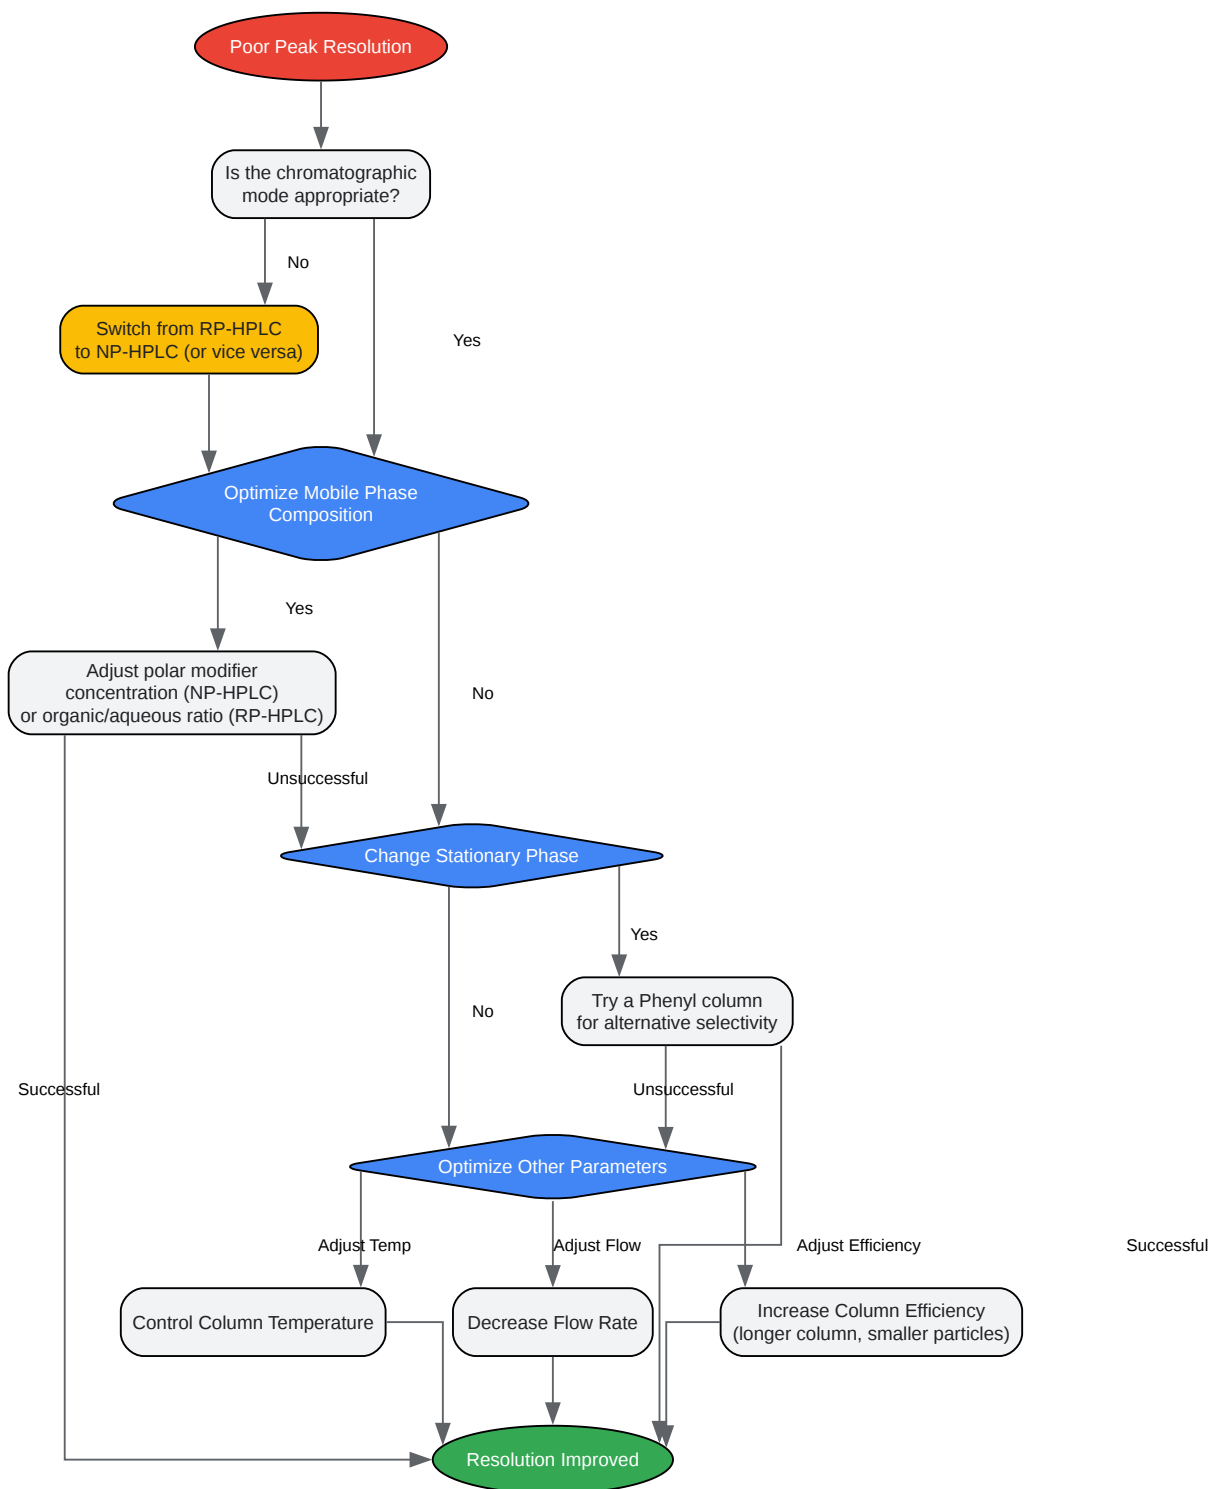 Poor Peak Resolution
Is the chromatographic
mode appropriate?
No
Switch from RP-HPLC
to NP-HPLC (or vice versa)
Yes
Optimize Mobile Phase
Composition
Yes
Adjust polar modifier
concentration (NP-HPLC)
or organic/aqueous ratio (RP-HPLC)
No
Unsuccessful
Change Stationary Phase
Yes
Try a Phenyl column
for alternative selectivity
No
Successful
Unsuccessful
Optimize Other Parameters
Adjust Temp
Adjust Flow
Adjust Efficiency
Successful
Control Column Temperature
Decrease Flow Rate
Increase Column Efficiency
(longer column, smaller particles)
Resolution Improved